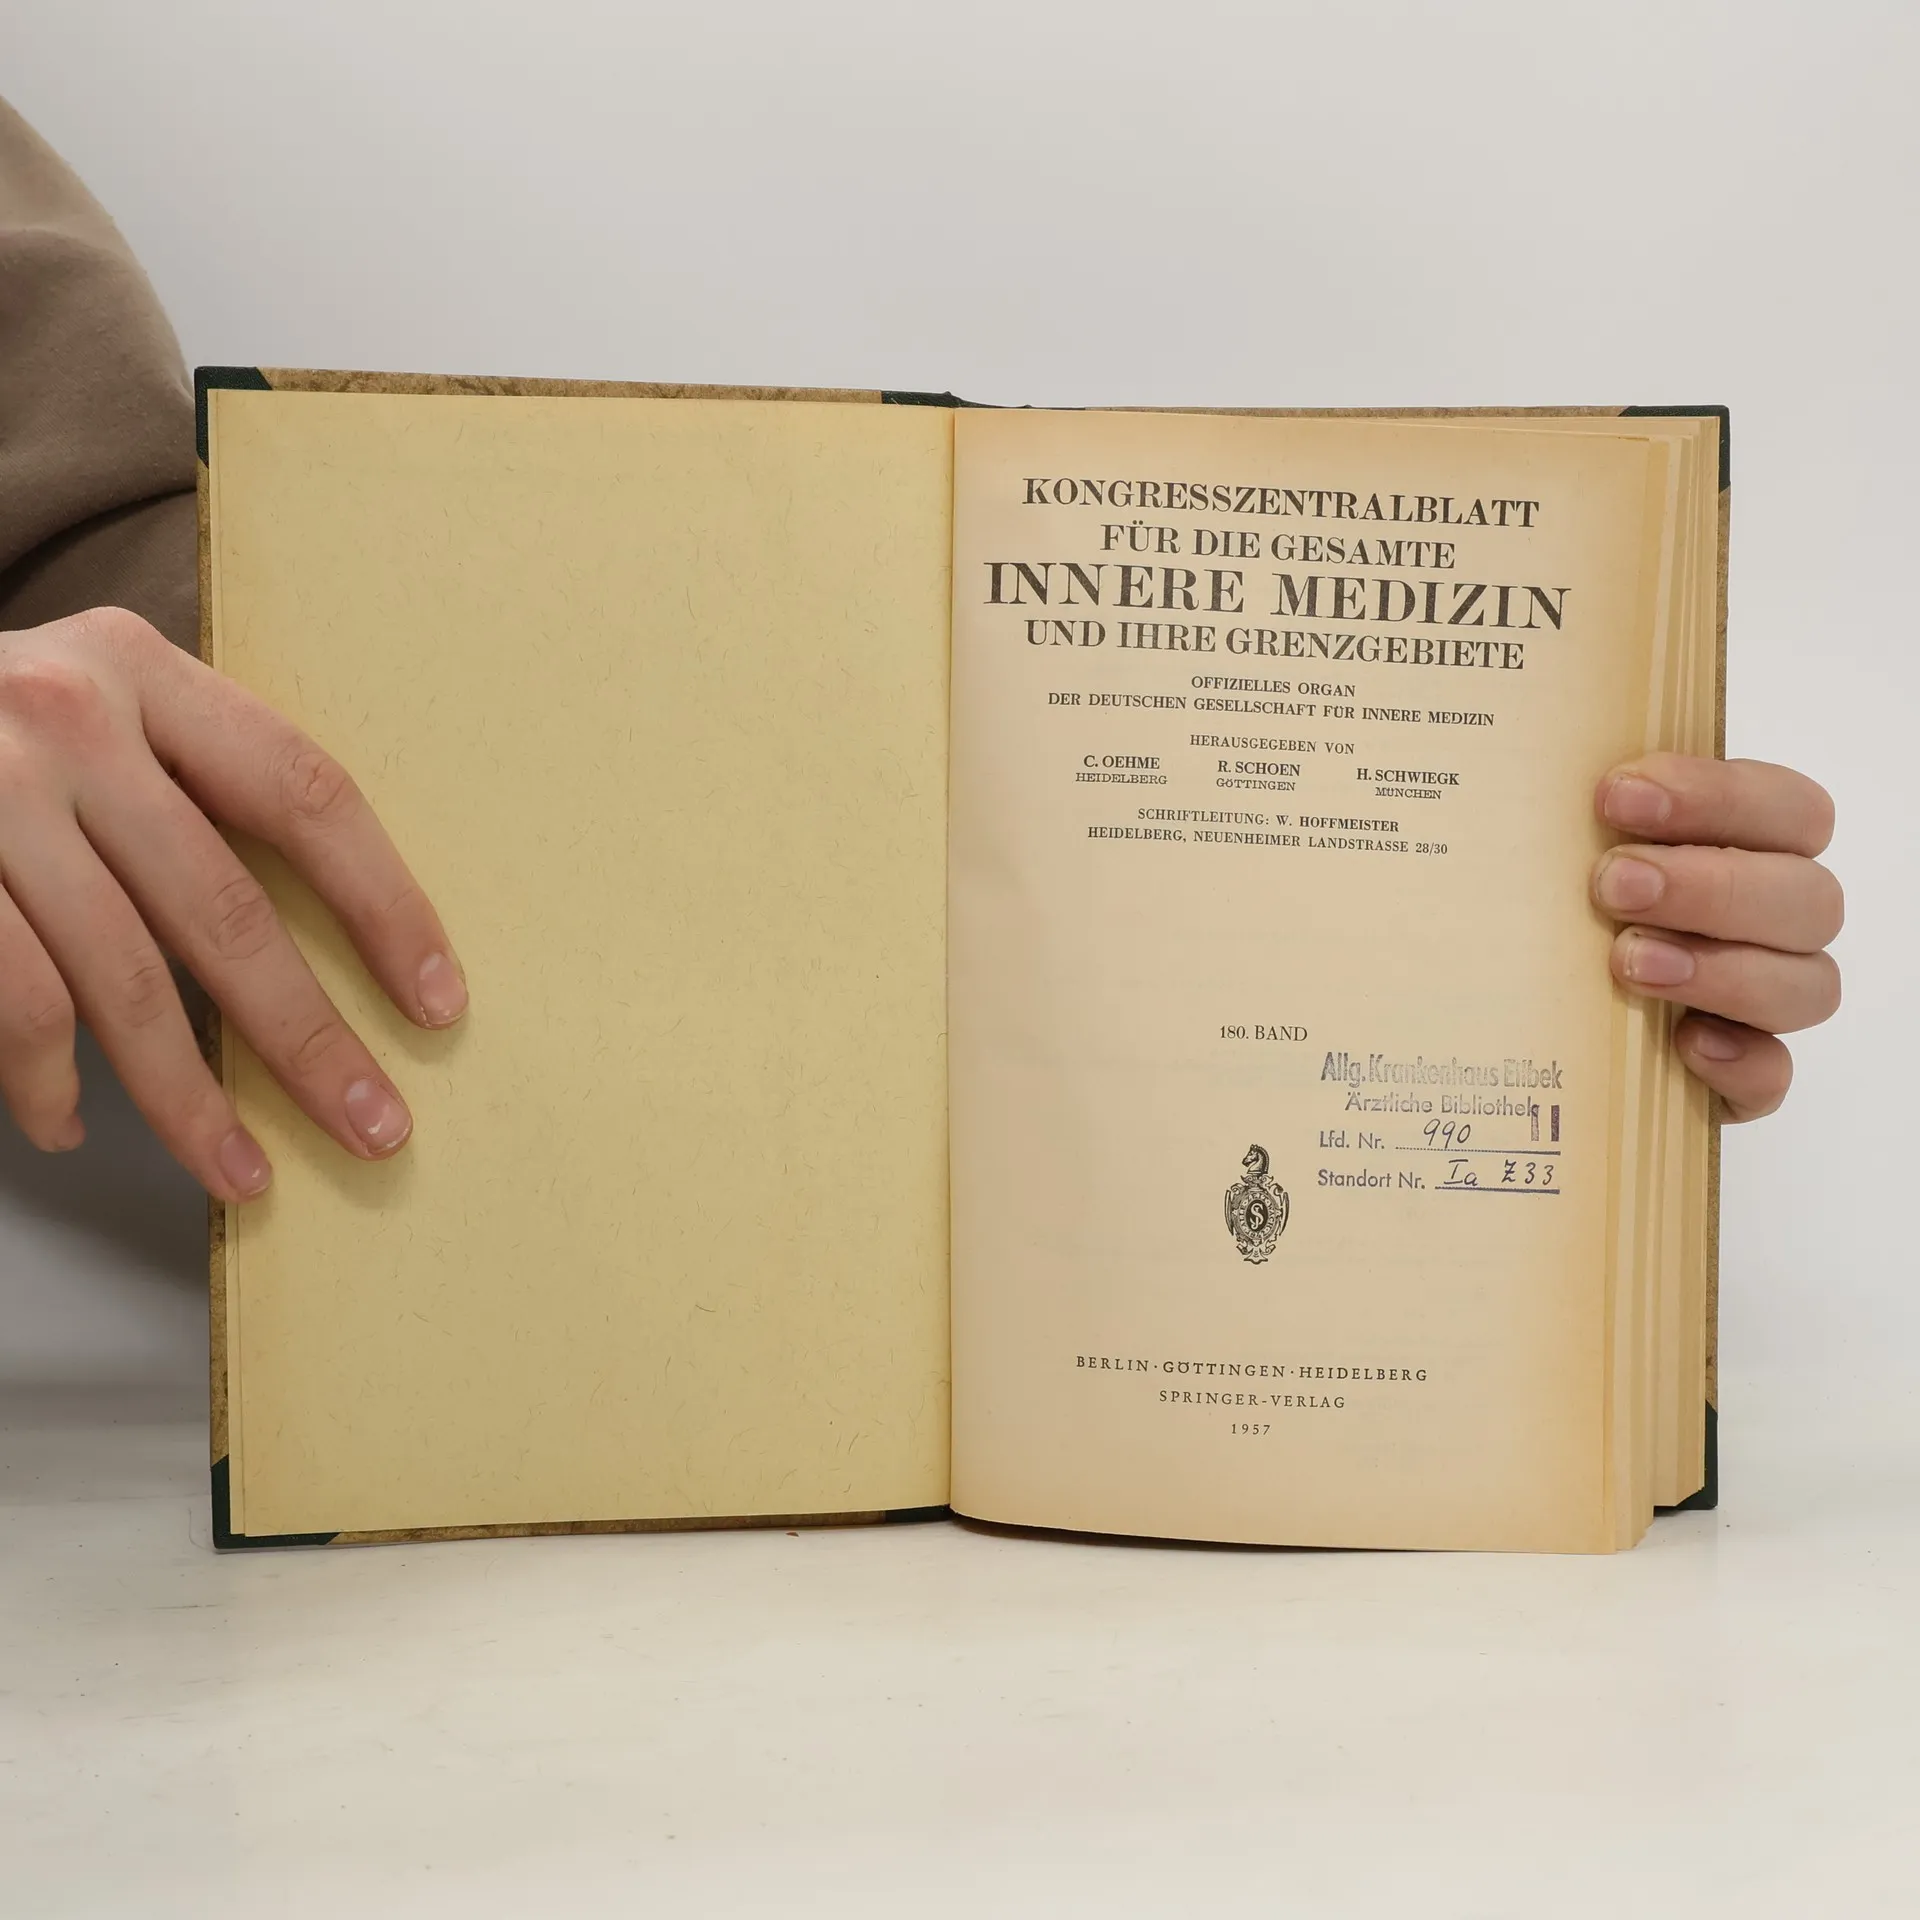 KONGRESSZENTRALBLATT
FÜR DIE GESAMTE
INNERE MEDIZIN
UND IHRE GRENZGEBIETE
OFFIZIELLES ORGAN
DER DEUTSCHEN GESELLSCHAFT FÜR INNERE MEDIZIN
HERAUSGEGEBEN VON
C. OEHME R. SCHOEN H. SCHWIEGK
HEIDELBERG GÖTTINGEN MÜNCHEN
SCHRIFTLEITUNG: W. HOFFMEISTER
HEIDELBERG, NEUENHEIMER LANDSTRASSE 28/30
180. BAND
Allg. Krankenhaus Eilbek
Ärztliche Bibliothek
II
Lfd. Nr. 990
Standort Nr. Ia Z 33
BERLIN · GÖTTINGEN · HEIDELBERG
SPRINGER-VERLAG
1957